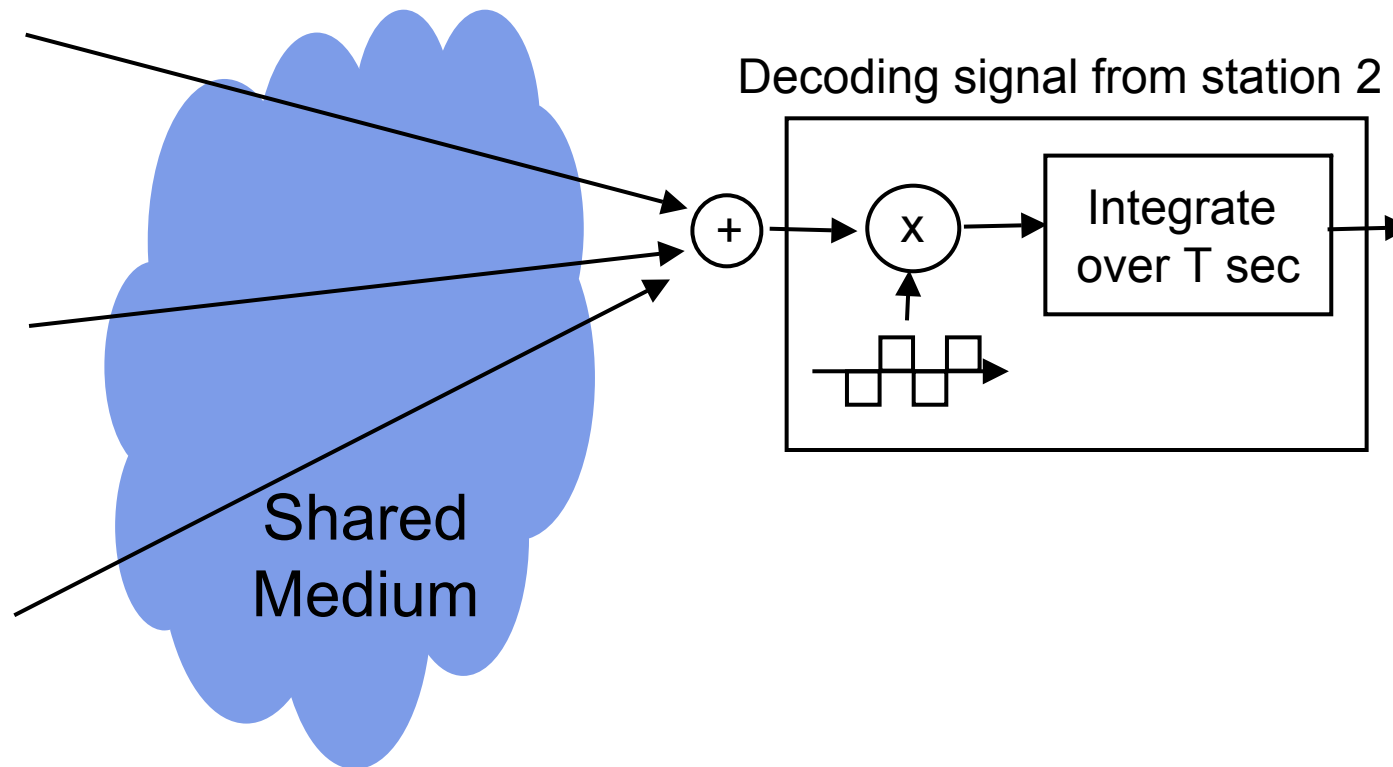 Decoding signal from station 2
+
x
Integrate
over T sec
Shared
Medium